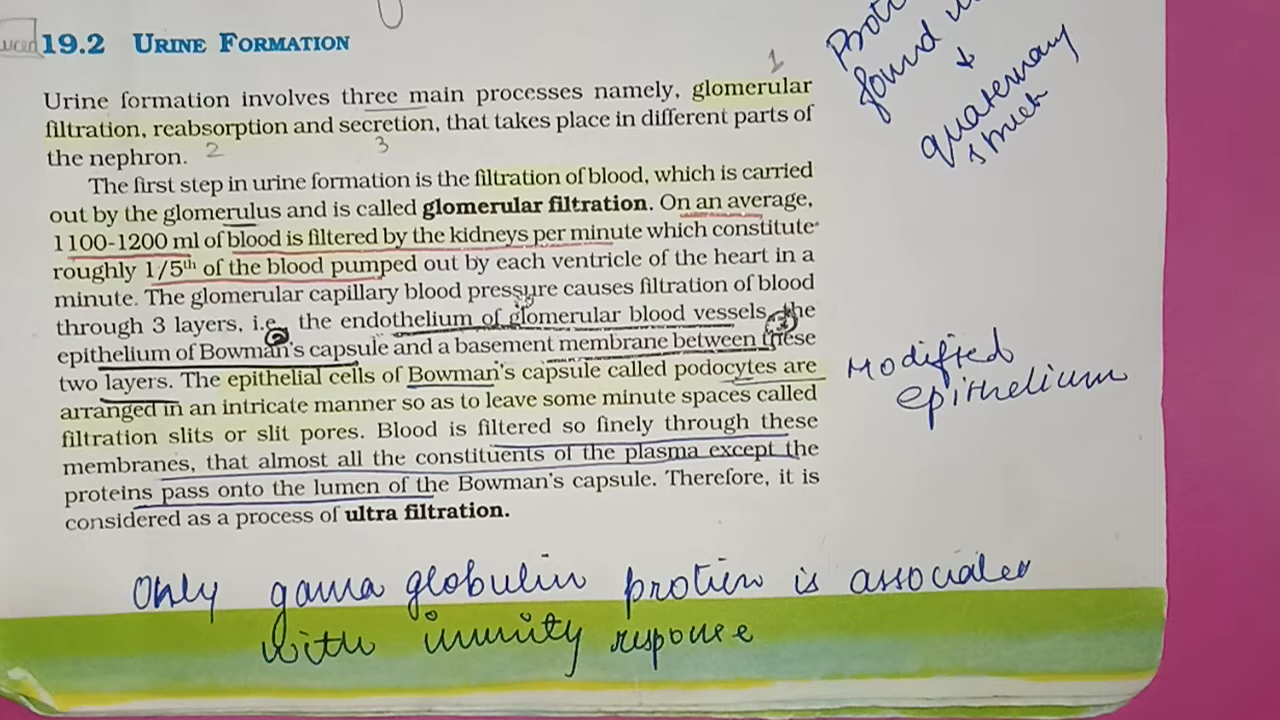 19.2 URINE FORMATION
1
Urine formation involves three main processes namely, glomerular
filtration, reabsorption and secretion, that takes place in different parts of
the nephron.
2 3
The first step in urine formation is the filtration of blood, which is carried
out by the glomerulus and is called glomerular filtration. On an average,
1100-1200 ml of blood is filtered by the kidneys per minute which constitute
roughly 1/5th of the blood pumped out by each ventricle of the heart in a
minute. The glomerular capillary blood pressure causes filtration of blood
through 3 layers, i.e., the endothelium of glomerular blood vessels, the
epithelium of Bowman's capsule and a basement membrane between these
two layers. The epithelial cells of Bowman's capsule called podocytes are
arranged in an intricate manner so as to leave some minute spaces called
filtration slits or slit pores. Blood is filtered so finely through these
membranes, that almost all the constituents of the plasma except the
proteins pass onto the lumen of the Bowman's capsule. Therefore, it is
considered as a process of ultra filtration.
found
quaternary
Modified
epithelium
Only gama globulin protien is associated
with immunity response